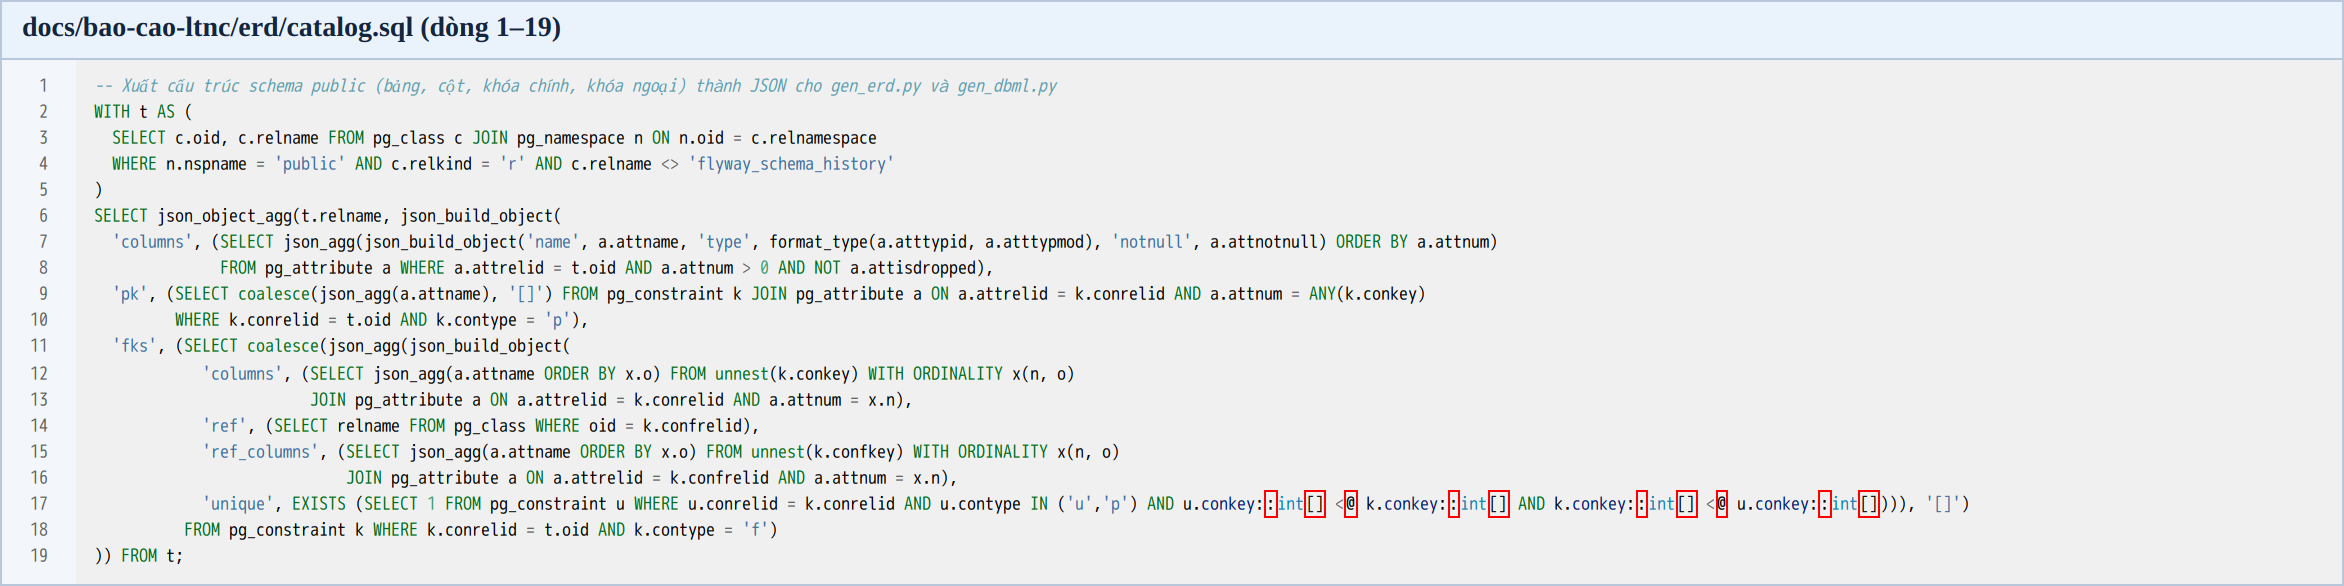 docs/bao-cao-ltnc/erd/catalog.sql (dòng 1–19)
1 -- Xuất cấu trúc schema public (bảng, cột, khóa chính, khóa ngoại) thành JSON cho gen_erd.py và gen_dbml.py
2 WITH t AS (
3 SELECT c.oid, c.relname FROM pg_class c JOIN pg_namespace n ON n.oid = c.relnamespace
4 WHERE n.nspname = 'public' AND c.relkind = 'r' AND c.relname <> 'flyway_schema_history'
5 )
6 SELECT json_object_agg(t.relname, json_build_object(
7 'columns', (SELECT json_agg(json_build_object('name', a.attname, 'type', format_type(a.atttypid, a.atttypmod), 'notnull', a.attnotnull) ORDER BY a.attnum)
8 FROM pg_attribute a WHERE a.attrelid = t.oid AND a.attnum > 0 AND NOT a.attisdropped),
9 'pk', (SELECT coalesce(json_agg(a.attname), '[]') FROM pg_constraint k JOIN pg_attribute a ON a.attrelid = k.conrelid AND a.attnum = ANY(k.conkey)
10 WHERE k.conrelid = t.oid AND k.contype = 'p'),
11 'fks', (SELECT coalesce(json_agg(json_build_object(
12 'columns', (SELECT json_agg(a.attname ORDER BY x.o) FROM unnest(k.conkey) WITH ORDINALITY x(n, o)
13 JOIN pg_attribute a ON a.attrelid = k.conrelid AND a.attnum = x.n),
14 'ref', (SELECT relname FROM pg_class WHERE oid = k.confrelid),
15 'ref_columns', (SELECT json_agg(a.attname ORDER BY x.o) FROM unnest(k.confkey) WITH ORDINALITY x(n, o)
16 JOIN pg_attribute a ON a.attrelid = k.confrelid AND a.attnum = x.n),
17 'unique', EXISTS (SELECT 1 FROM pg_constraint u WHERE u.conrelid = k.conrelid AND u.contype IN ('u','p') AND u.conkey::int[] <@ k.conkey::int[] AND k.conkey::int[] <@ u.conkey::int[]))), '[]')
18 FROM pg_constraint k WHERE k.conrelid = t.oid AND k.contype = 'f')
19 )) FROM t;